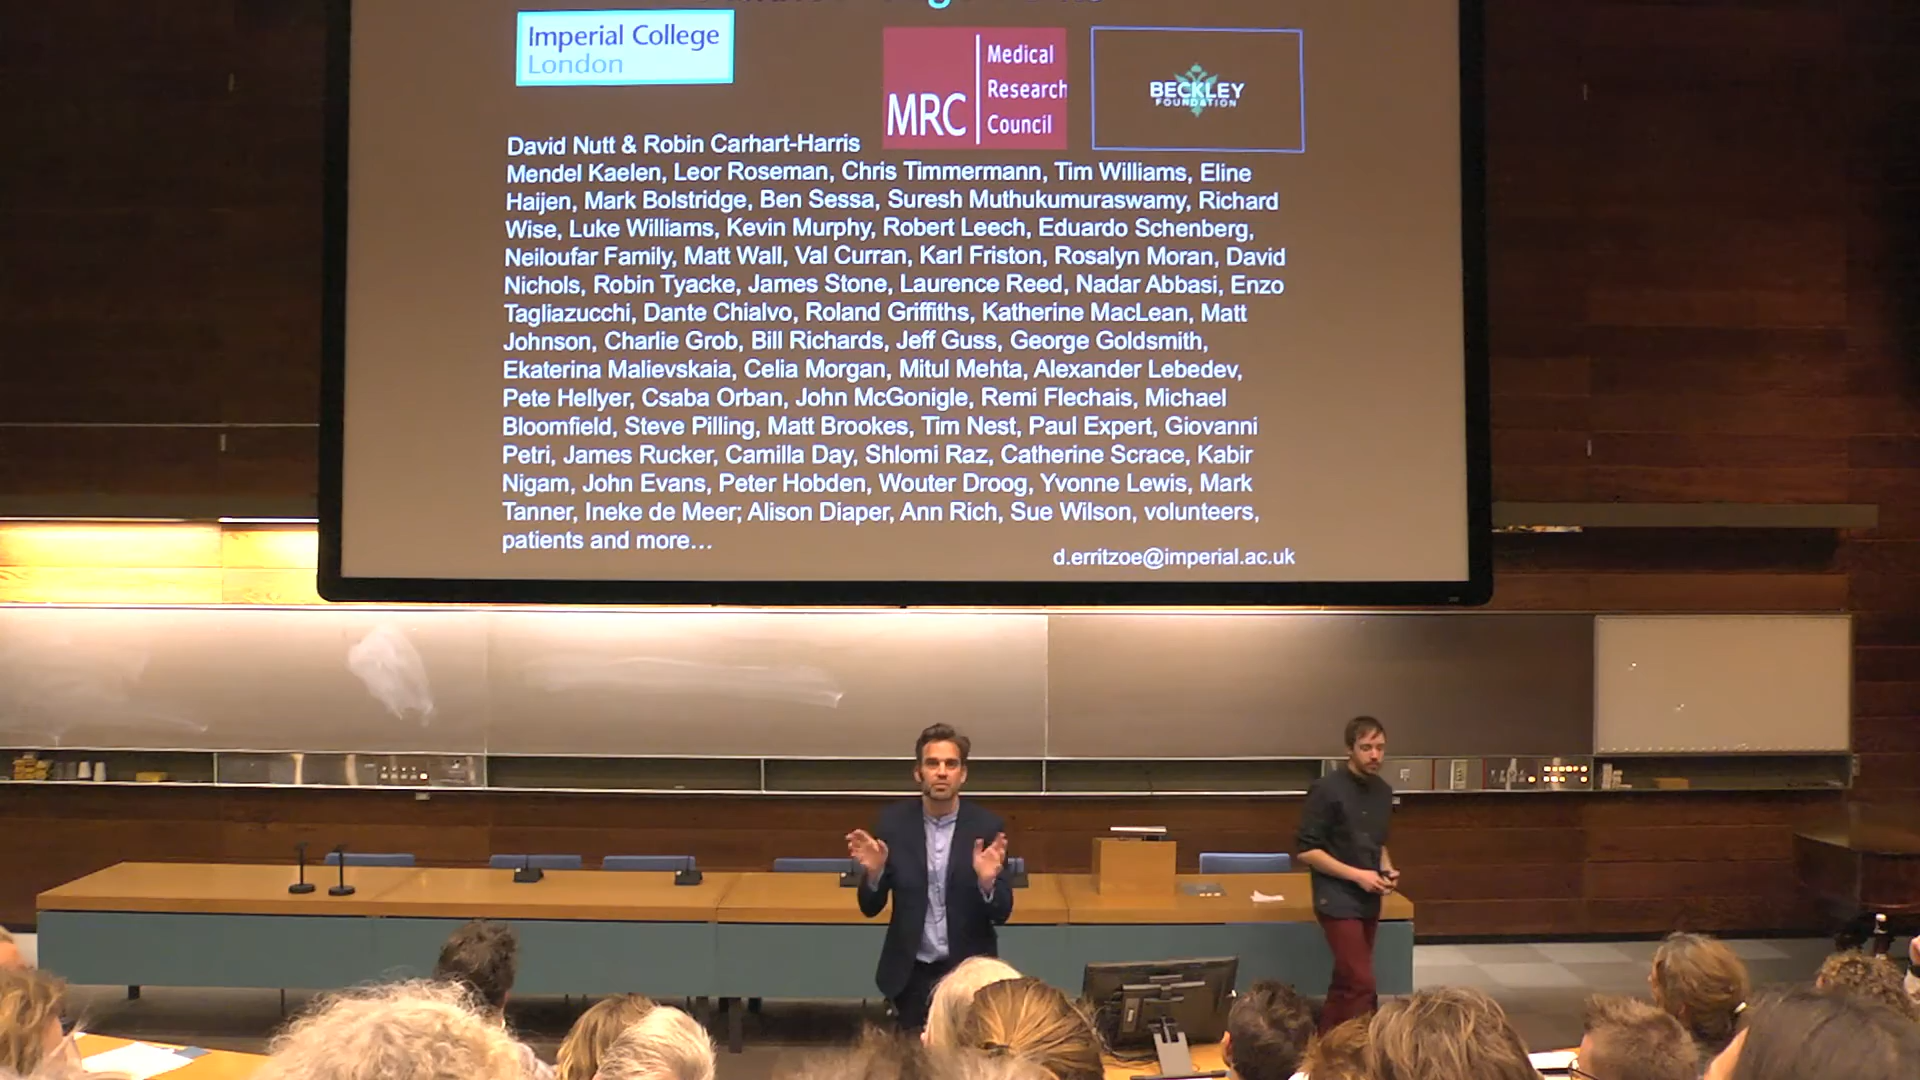 Imperial College
London
MRC
Medical
Research
Council
BECKLEY
FOUNDATION
David Nutt & Robin Carhart-Harris
Mendel Kaelen, Leor Roseman, Chris Timmermann, Tim Williams, Eline
Haijen, Mark Bolstridge, Ben Sessa, Suresh Muthukumuraswamy, Richard
Wise, Luke Williams, Kevin Murphy, Robert Leech, Eduardo Schenberg,
Neiloufar Family, Matt Wall, Val Curran, Karl Friston, Rosalyn Moran, David
Nichols, Robin Tyacke, James Stone, Laurence Reed, Nadar Abbasi, Enzo
Tagliazucchi, Dante Chialvo, Roland Griffiths, Katherine MacLean, Matt
Johnson, Charlie Grob, Bill Richards, Jeff Guss, George Goldsmith,
Ekaterina Malievskaia, Celia Morgan, Mitul Mehta, Alexander Lebedev,
Pete Hellyer, Csaba Orban, John McGonigle, Remi Flechais, Michael
Bloomfield, Steve Pilling, Matt Brookes, Tim Nest, Paul Expert, Giovanni
Petri, James Rucker, Camilla Day, Shlomi Raz, Catherine Scrace, Kabir
Nigam, John Evans, Peter Hobden, Wouter Droog, Yvonne Lewis, Mark
Tanner, Ineke de Meer; Alison Diaper, Ann Rich, Sue Wilson, volunteers,
patients and more…
d.erritzoe@imperial.ac.uk